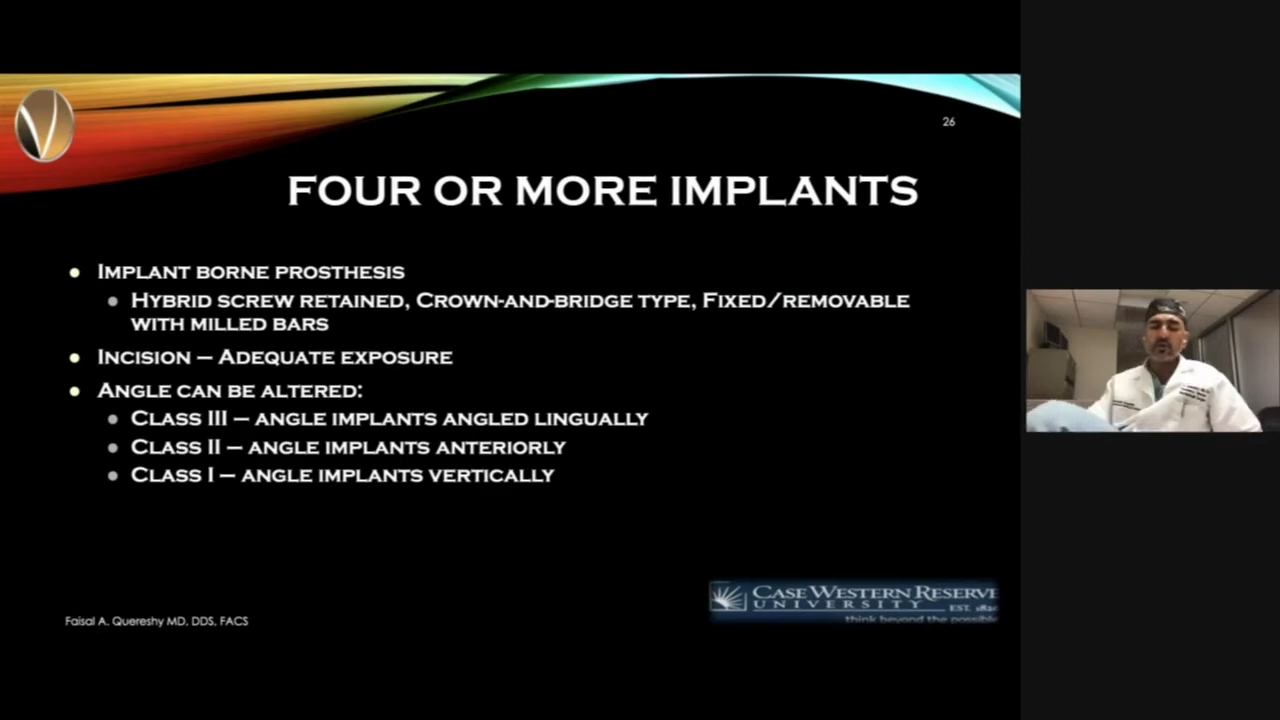 26
FOUR OR MORE IMPLANTS
IMPLANT BORNE PROSTHESIS
HYBRID SCREW RETAINED, CROWN-AND-BRIDGE TYPE, FIXED/REMOVABLE
WITH MILLED BARS
INCISION – ADEQUATE EXPOSURE
ANGLE CAN BE ALTERED:
CLASS III – ANGLE IMPLANTS ANGLED LINGUALLY
CLASS II – ANGLE IMPLANTS ANTERIORLY
CLASS I – ANGLE IMPLANTS VERTICALLY
CASE WESTERN RESERVE
UNIVERSITY EST.
think beyond the possible
Faisal A. Quereshy MD, DDS, FACS